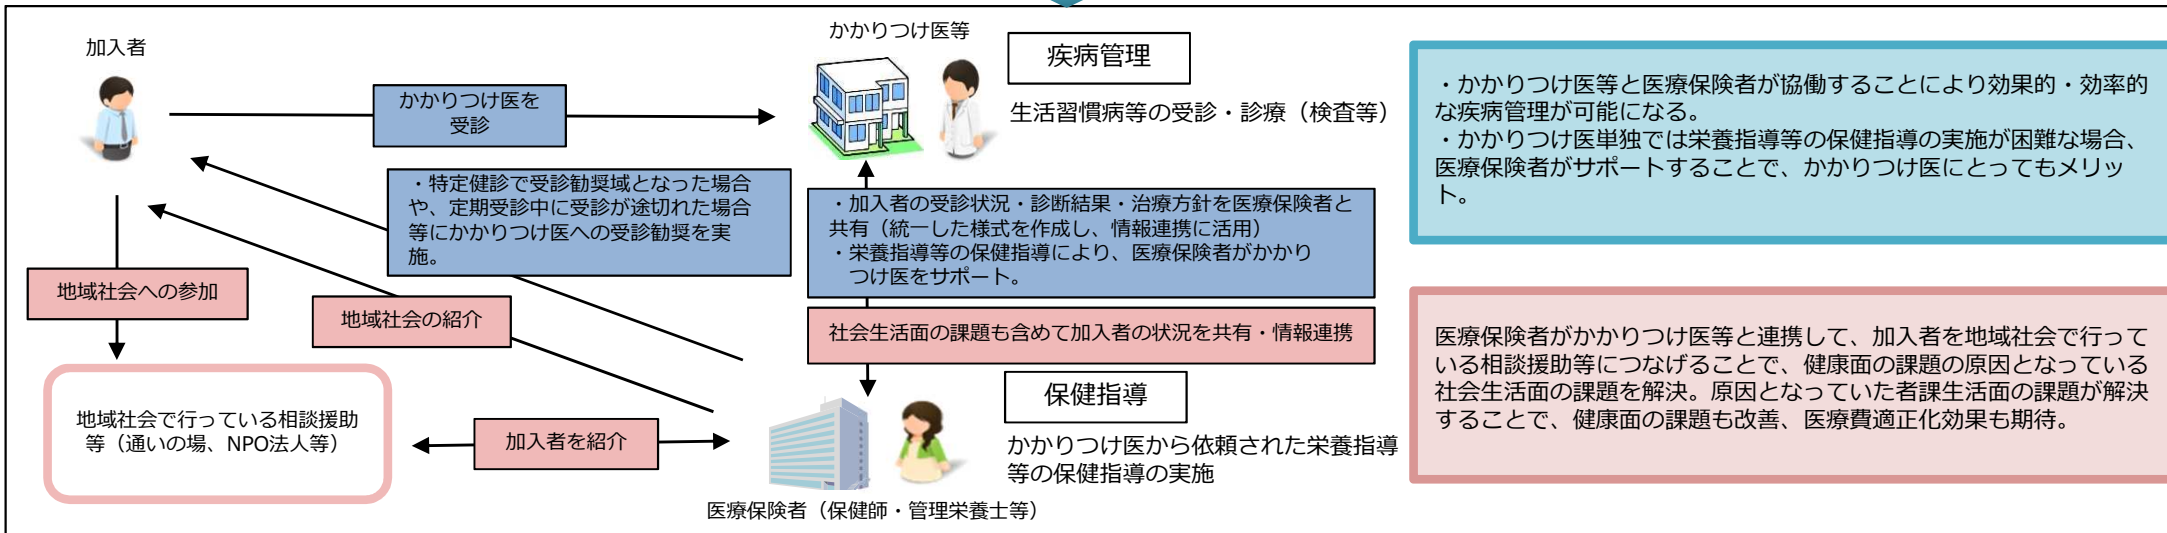 加入者
かかりつけ医を
受診
かかりつけ医等
疾病管理
生活習慣病等の受診・診療（検査等）
・特定健診で受診勧奨域となった場合
や、定期受診中に受診が途切れた場合
等にかかりつけ医への受診勧奨を実
施。
・加入者の受診状況・診断結果・治療方針を医療保険者と
共有（統一した様式を作成し、情報連携に活用）
・栄養指導等の保健指導により、医療保険者がかかり
つけ医をサポート。
地域社会への参加
地域社会の紹介
社会生活面の課題も含めて加入者の状況を共有・情報連携
地域社会で行っている相談援助
等（通いの場、NPO法人等）
加入者を紹介
保健指導
かかりつけ医から依頼された栄養指導
等の保健指導の実施
医療保険者（保健師・管理栄養士等）
・かかりつけ医等と医療保険者が協働することにより効果的・効率的
な疾病管理が可能になる。
・かかりつけ医単独では栄養指導等の保健指導の実施が困難な場合、
医療保険者がサポートすることで、かかりつけ医にとってもメリッ
ト。
医療保険者がかかりつけ医等と連携して、加入者を地域社会で行って
いる相談援助等につなげることで、健康面の課題の原因となっている
社会生活面の課題を解決。原因となっていた者課生活面の課題が解決
することで、健康面の課題も改善、医療費適正化効果も期待。